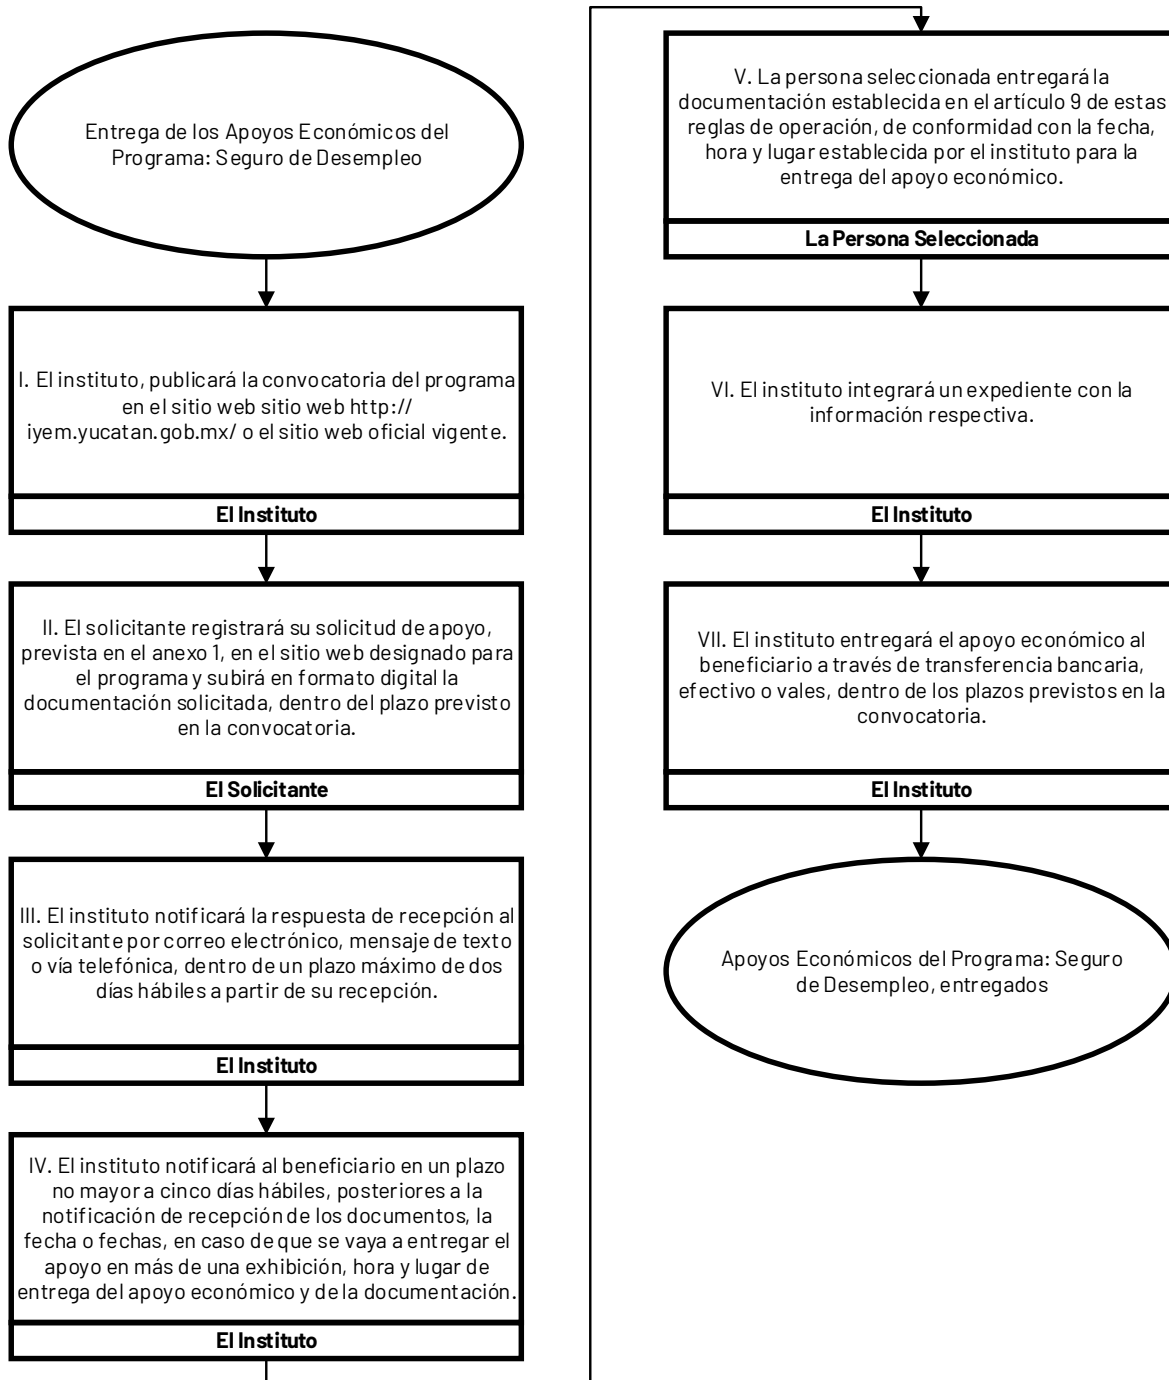 Entrega de los Apoyos Económicos del
Programa: Seguro de Desempleo
I. El instituto, publicará la convocatoria del programa
en el sitio web sitio web http://
iyem.yucatan.gob.mx/ o el sitio web oficial vigente.
El Instituto
II. El solicitante registrará su solicitud de apoyo,
prevista en el anexo 1, en el sitio web designado para
el programa y subirá en formato digital la
documentación solicitada, dentro del plazo previsto
en la convocatoria.
El Solicitante
III. El instituto notificará la respuesta de recepción al
solicitante por correo electrónico, mensaje de texto
o vía telefónica, dentro de un plazo máximo de dos
días hábiles a partir de su recepción.
El Instituto
IV. El instituto notificará al beneficiario en un plazo
no mayor a cinco días hábiles, posteriores a la
notificación de recepción de los documentos, la
fecha o fechas, en caso de que se vaya a entregar el
apoyo en más de una exhibición, hora y lugar de
entrega del apoyo económico y de la documentación.
El Instituto
V. La persona seleccionada entregará la
documentación establecida en el artículo 9 de estas
reglas de operación, de conformidad con la fecha,
hora y lugar establecida por el instituto para la
entrega del apoyo económico.
La Persona Seleccionada
VI. El instituto integrará un expediente con la
información respectiva.
El Instituto
VII. El instituto entregará el apoyo económico al
beneficiario a través de transferencia bancaria,
efectivo o vales, dentro de los plazos previstos en la
convocatoria.
El Instituto
Apoyos Económicos del Programa: Seguro
de Desempleo, entregados